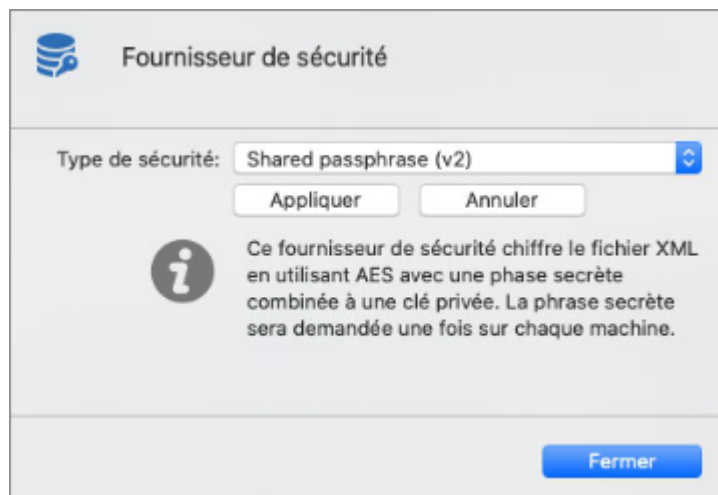 Fournisseur de sécurité
Type de sécurité: Shared passphrase (v2)
Appliquer Annuler
Ce fournisseur de sécurité chiffre le fichier XML
en utilisant AES avec une phase secrète
combinée à une clé privée. La phrase secrète
sera demandée une fois sur chaque machine.
Fermer